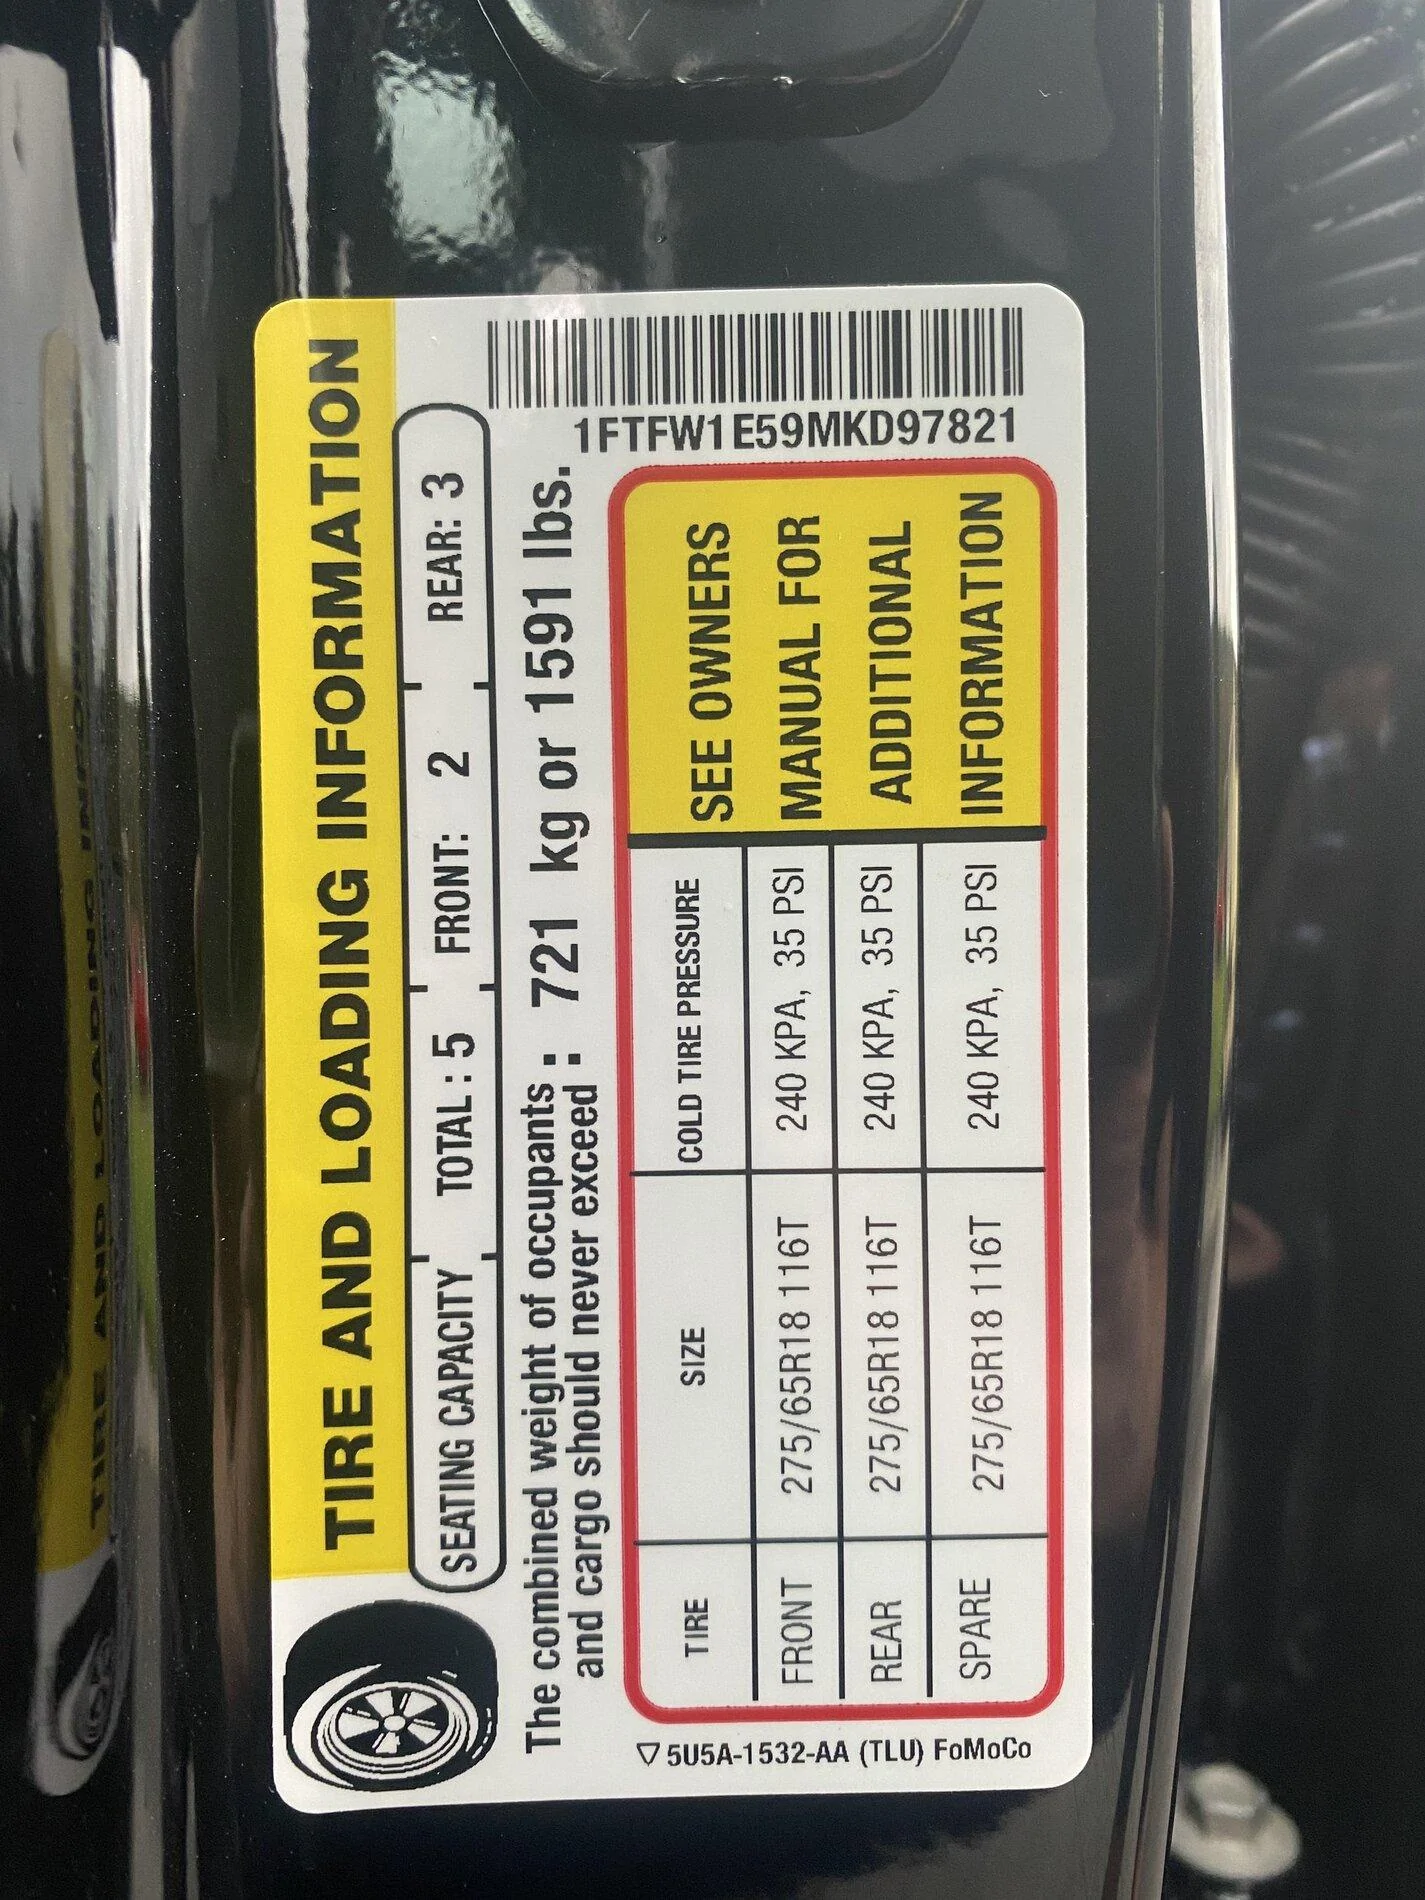 TIRE AND LOADING INFORMATION
SEATING CAPACITY TOTAL : 5 FRONT: 2 REAR: 3
The combined weight of occupants : 721 kg or 1591 lbs.
and cargo should never exceed :
1FTFW1E59MKD97821
TIRE SIZE COLD TIRE PRESSURE
FRONT 275/65R18 116T 240 KPA, 35 PSI
REAR 275/65R18 116T 240 KPA, 35 PSI
SPARE 275/65R18 116T 240 KPA, 35 PSI
SEE OWNERS
MANUAL FOR
ADDITIONAL
INFORMATION
5U5A-1532-AA (TLU) FoMoCo